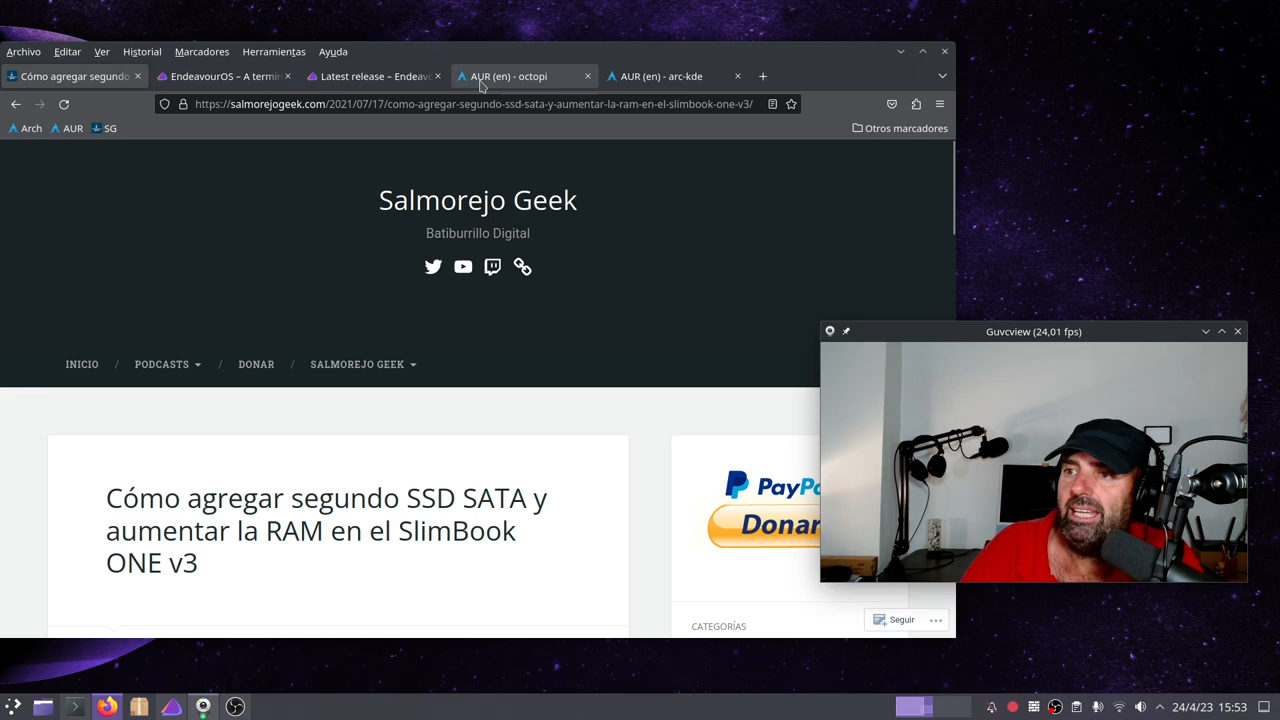 Archivo Editar Ver Historial Marcadores Herramientas Ayuda
Cómo agregar segundo EndeavourOS – A termin Latest release – Endeavo AUR (en) - octopi AUR (en) - arc-kde
https://salmorejogeek.com/2021/07/17/como-agregar-segundo-ssd-sata-y-aumentar-la-ram-en-el-slimbook-one-v3/
Arch AUR SG Otros marcadores
Salmorejo Geek
Batiburrillo Digital
INICIO / PODCASTS / DONAR / SALMOREJO GEEK
Guvcview (24,01 fps)
Cómo agregar segundo SSD SATA y
aumentar la RAM en el SlimBook
ONE v3
PayP
Donar
CATEGORÍAS
Seguir
24/4/23 15:53